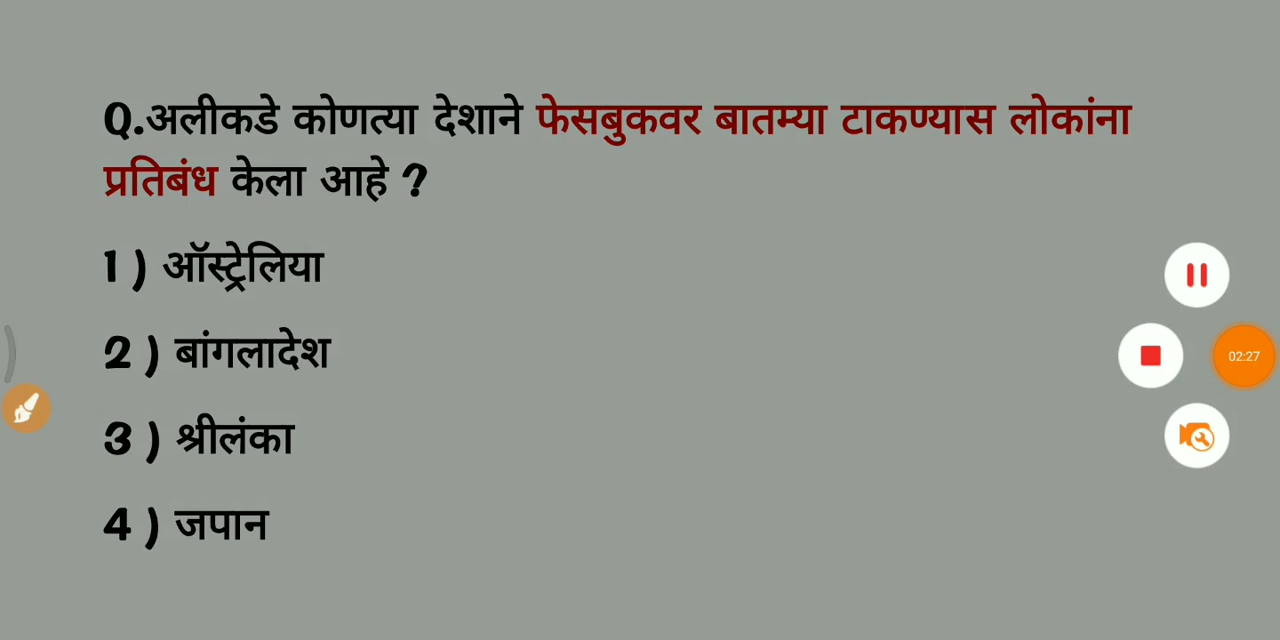 Q.अलीकडे कोणत्या देशाने फेसबुकवर बातम्या टाकण्यास लोकांना
प्रतिबंध केला आहे ?
1 ) ऑस्ट्रेलिया
2 ) बांगलादेश
3 ) श्रीलंका
4 ) जपान
02:27